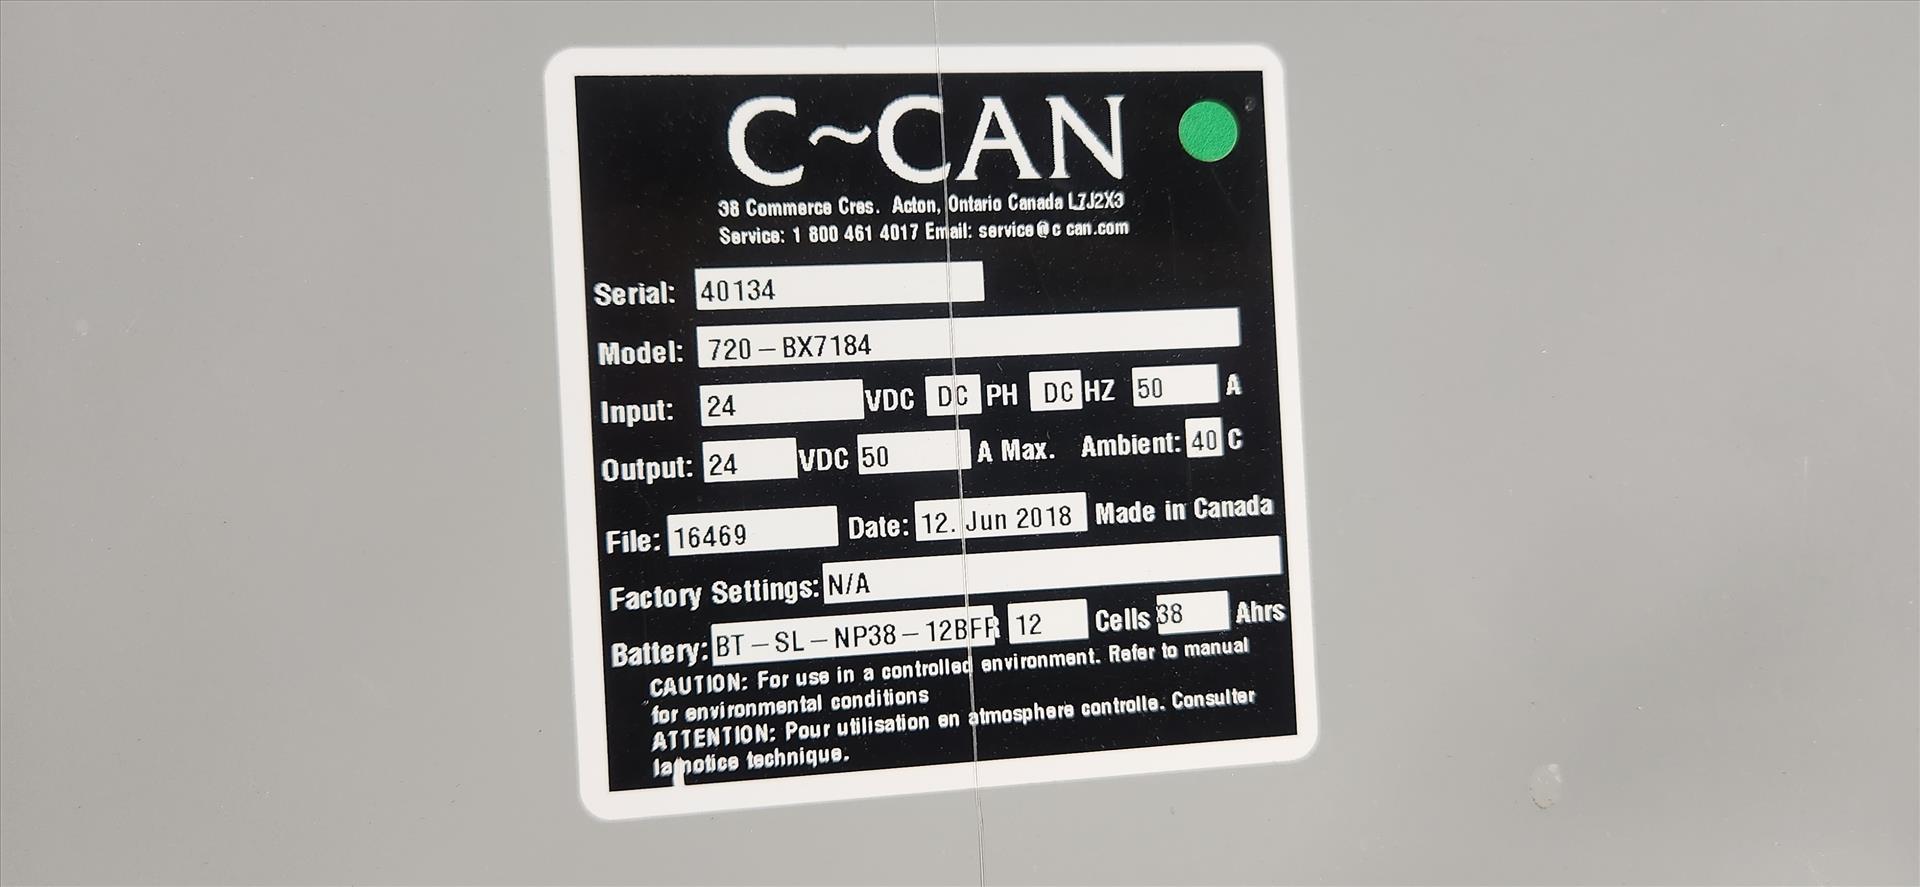 C~CAN
38 Commerce Cres. Acton, Ontario Canada L7J2X3
Service: 1 800 461 4017 Email: service@c can.com
Serial: 40134
Model: 720-BX7184
Input: 24 VDC DC PH DC HZ 50 A
Output: 24 VDC 50 A Max. Ambient: 40 C
File: 16469 Date: 12. Jun 2018 Made in Canada
Factory Settings: N/A
Battery: BT-SL-NP38-12BFR 12 Cells 38 Ahrs
CAUTION: For use in a controlled environment. Refer to manual
for environmental conditions
ATTENTION: Pour utilisation en atmosphere controlle. Consulter
la notice technique.